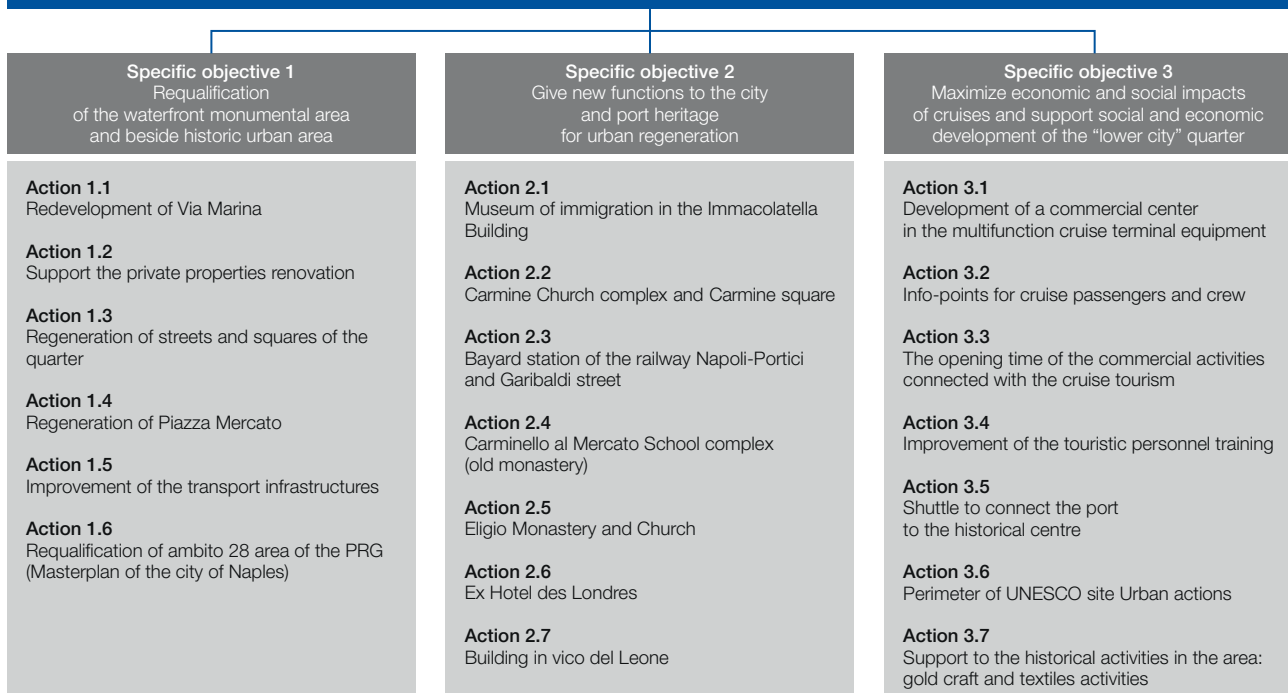 Specific objective 1
Requalification
of the waterfront monumental area
and beside historic urban area
Action 1.1
Redevelopment of Via Marina
Action 1.2
Support the private properties renovation
Action 1.3
Regeneration of streets and squares of the
quarter
Action 1.4
Regeneration of Piazza Mercato
Action 1.5
Improvement of the transport infrastructures
Action 1.6
Requalification of ambito 28 area of the PRG
(Masterplan of the city of Naples)
Specific objective 2
Give new functions to the city
and port heritage
for urban regeneration
Action 2.1
Museum of immigration in the Immacolatella
Building
Action 2.2
Carmine Church complex and Carmine square
Action 2.3
Bayard station of the railway Napoli-Portici
and Garibaldi street
Action 2.4
Carminello al Mercato School complex
(old monastery)
Action 2.5
Eligio Monastery and Church
Action 2.6
Ex Hotel des Londres
Action 2.7
Building in vico del Leone
Specific objective 3
Maximize economic and social impacts
of cruises and support social and economic
development of the “lower city” quarter
Action 3.1
Development of a commercial center
in the multifunction cruise terminal equipment
Action 3.2
Info-points for cruise passengers and crew
Action 3.3
The opening time of the commercial activities
connected with the cruise tourism
Action 3.4
Improvement of the touristic personnel training
Action 3.5
Shuttle to connect the port
to the historical centre
Action 3.6
Perimeter of UNESCO site Urban actions
Action 3.7
Support to the historical activities in the area:
gold craft and textiles activities